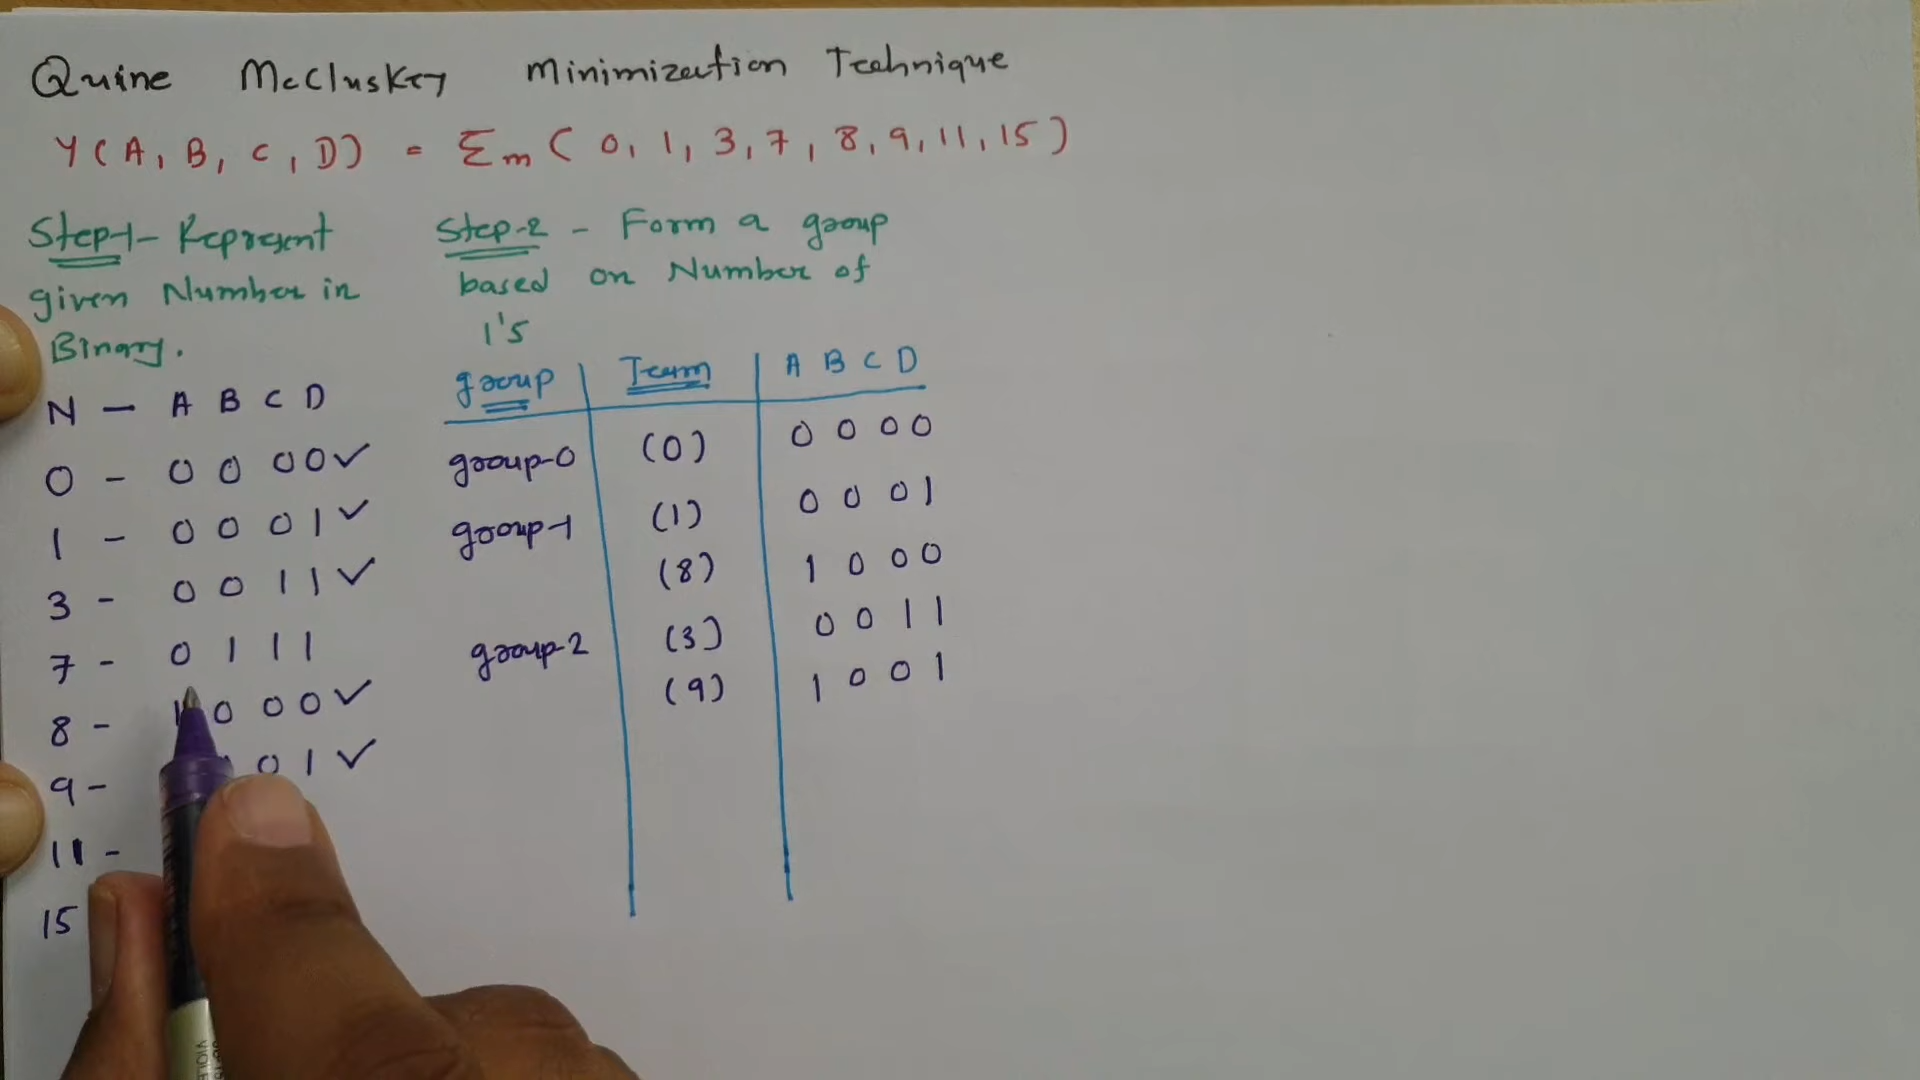 Quine McCluskey Minimization Technique
Y(A, B, C, D) = Σm ( 0, 1, 3, 7, 8, 9, 11, 15)
Step-1- Represent
given Number in
Binary.
N - A B C D
0 - 0 0 0 0 ✓
1 - 0 0 0 1 ✓
3 - 0 0 1 1 ✓
7 - 0 1 1 1
8 - 1 0 0 0 ✓
9 - 0 1 ✓
11 -
15
Step-2 - Form a group
based on Number of
1's
group Term A B C D
group-0 (0) 0 0 0 0
group-1 (1) 0 0 0 1
(8) 1 0 0 0
group-2 (3) 0 0 1 1
(9) 1 0 0 1